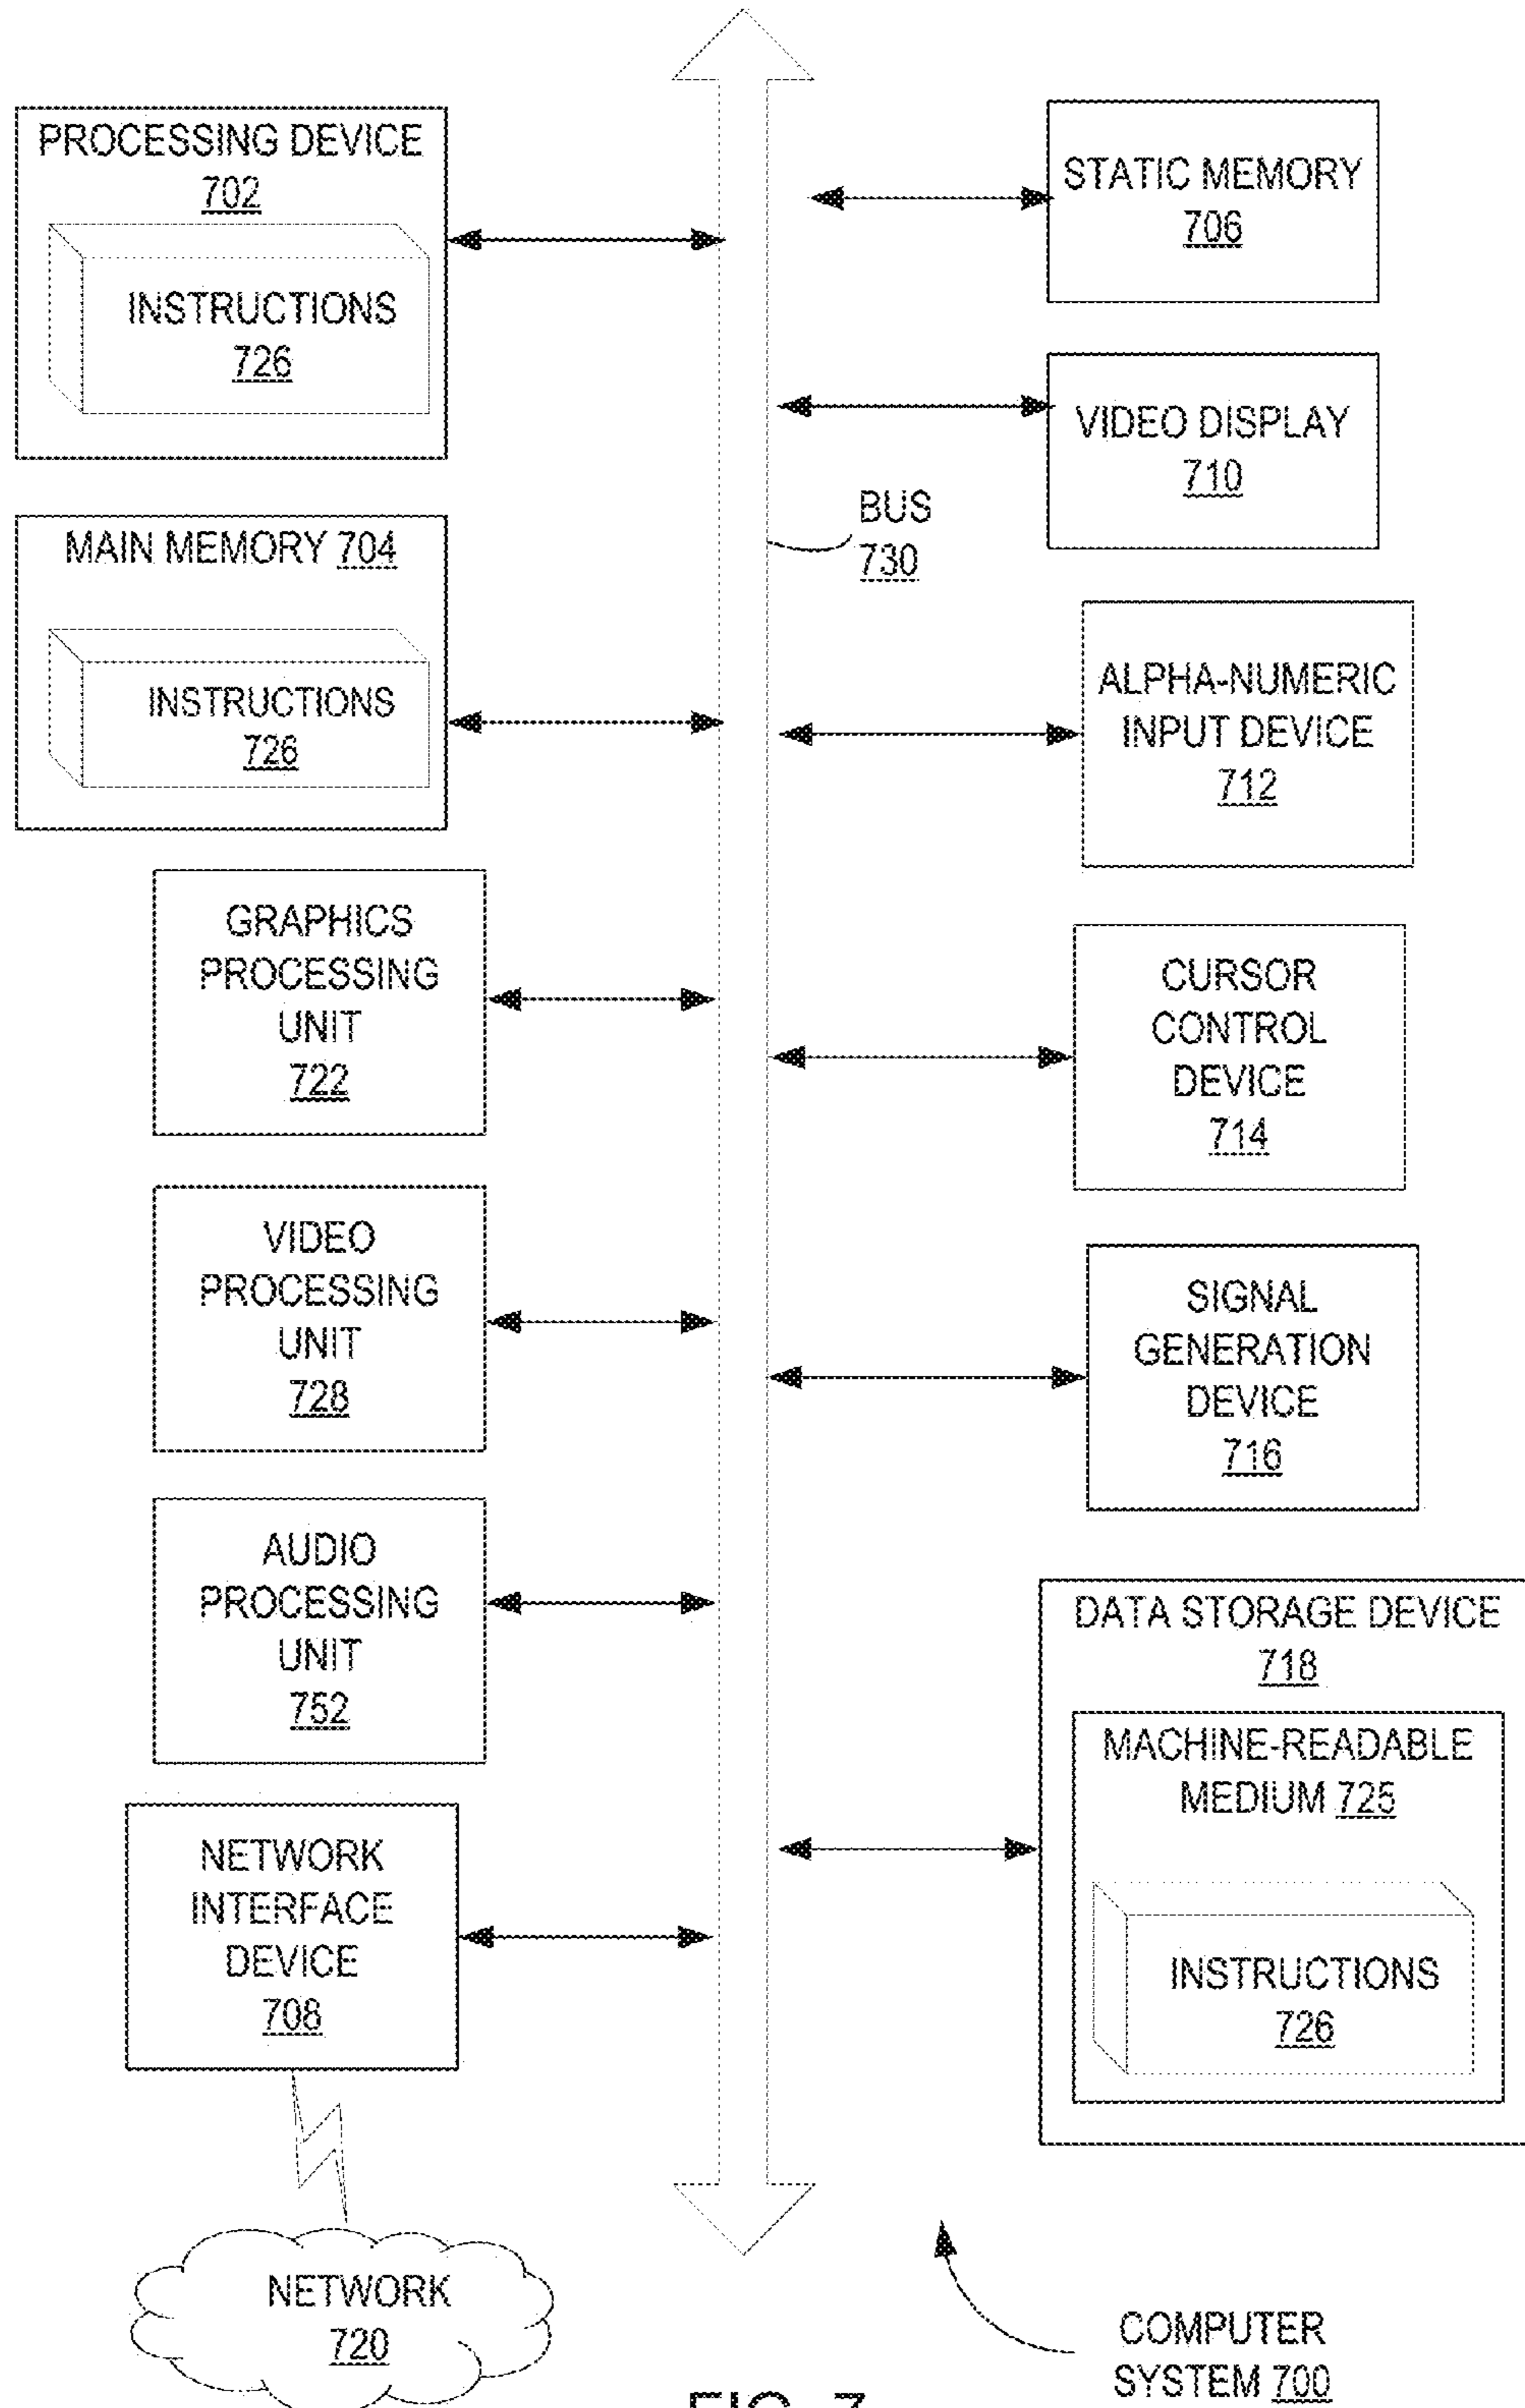 PROCESSING DEVICE
702
INSTRUCTIONS
726
MAIN MEMORY 704
INSTRUCTIONS
726
GRAPHICS
PROCESSING
UNIT
722
VIDEO
PROCESSING
UNIT
728
AUDIO
PROCESSING
UNIT
752
NETWORK
INTERFACE
DEVICE
708
NETWORK
720
BUS
730
STATIC MEMORY
706
VIDEO DISPLAY
710
ALPHA-NUMERIC
INPUT DEVICE
712
CURSOR
CONTROL
DEVICE
714
SIGNAL
GENERATION
DEVICE
716
DATA STORAGE DEVICE
718
MACHINE-READABLE
MEDIUM 725
INSTRUCTIONS
726
COMPUTER
SYSTEM 700
FIG. 7